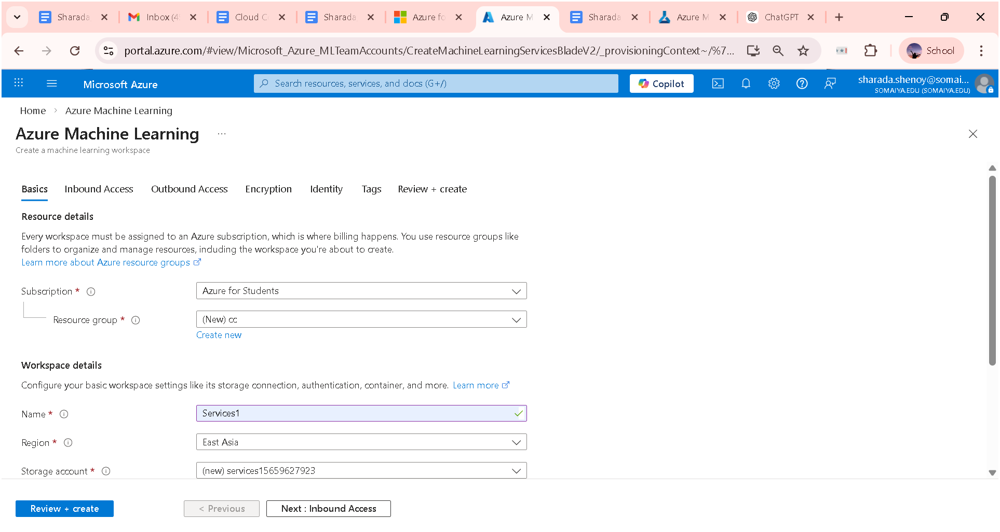 Sharada
Inbox (4
Cloud C
Sharada
Azure fo
Azure M
Sharada
Azure M
ChatGPT
portal.azure.com/#view/Microsoft_Azure_MLTeamAccounts/CreateMachineLearningServicesBladeV2/_provisioningContext~/%7...
School
Microsoft Azure
Search resources, services, and docs (G+/)
Copilot
sharada.shenoy@somai...
SOMAIYA.EDU (SOMAIYA.EDU)
Home > Azure Machine Learning
Azure Machine Learning ...
Create a machine learning workspace
Basics Inbound Access Outbound Access Encryption Identity Tags Review + create
Resource details
Every workspace must be assigned to an Azure subscription, which is where billing happens. You use resource groups like
folders to organize and manage resources, including the workspace you're about to create.
Learn more about Azure resource groups
Subscription * Azure for Students
Resource group * (New) cc
Create new
Workspace details
Configure your basic workspace settings like its storage connection, authentication, container, and more. Learn more
Name * Services1
Region * East Asia
Storage account * (new) services15659627923
Review + create < Previous Next : Inbound Access